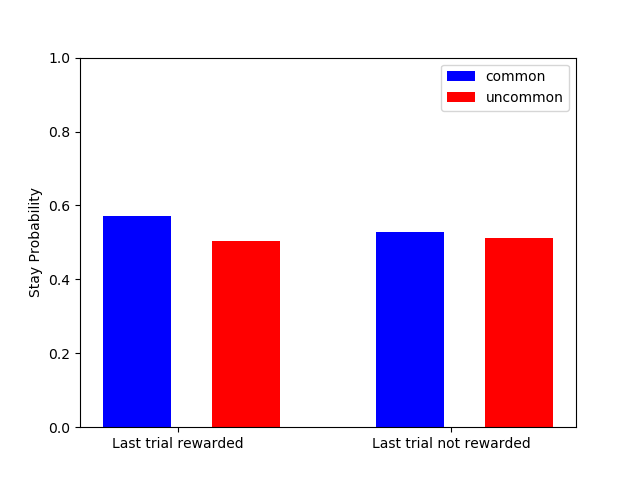 1.0
0.8
0.6
0.4
0.2
0.0
Stay Probability
common
uncommon
Last trial rewarded
Last trial not rewarded